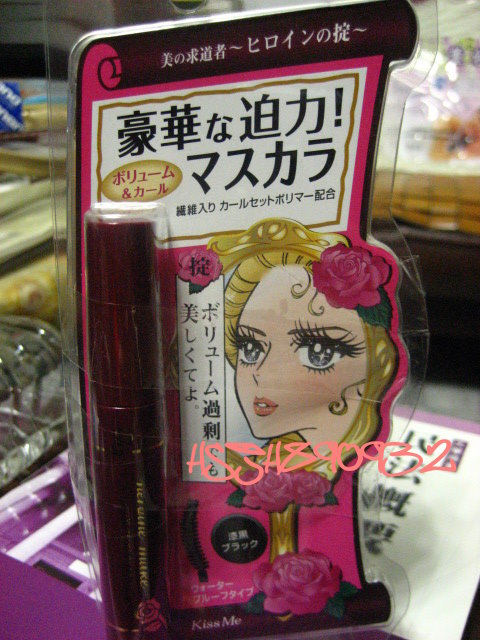 美の求道者〜ヒロインの掟〜
豪華な迫力!
ボリューム
&カール
マスカラ
繊維入り カールセットポリマー配合
掟
ボリューム過剰も
美しくてよ。
HSJH890932
heroine make
漆黒
ブラック
ウォーター
プルーフタイプ
KissMe